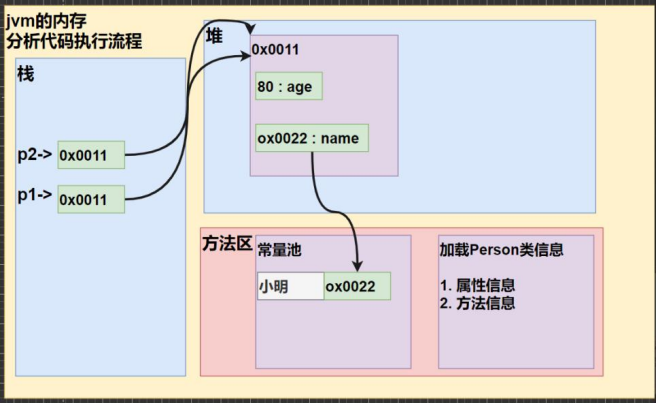 jvm的内存
分析代码执行流程
栈
p2-> 0x0011
p1-> 0x0011
堆
0x0011
80 : age
ox0022 : name
方法区
常量池
小明 ox0022
加载Person类信息
1. 属性信息
2. 方法信息